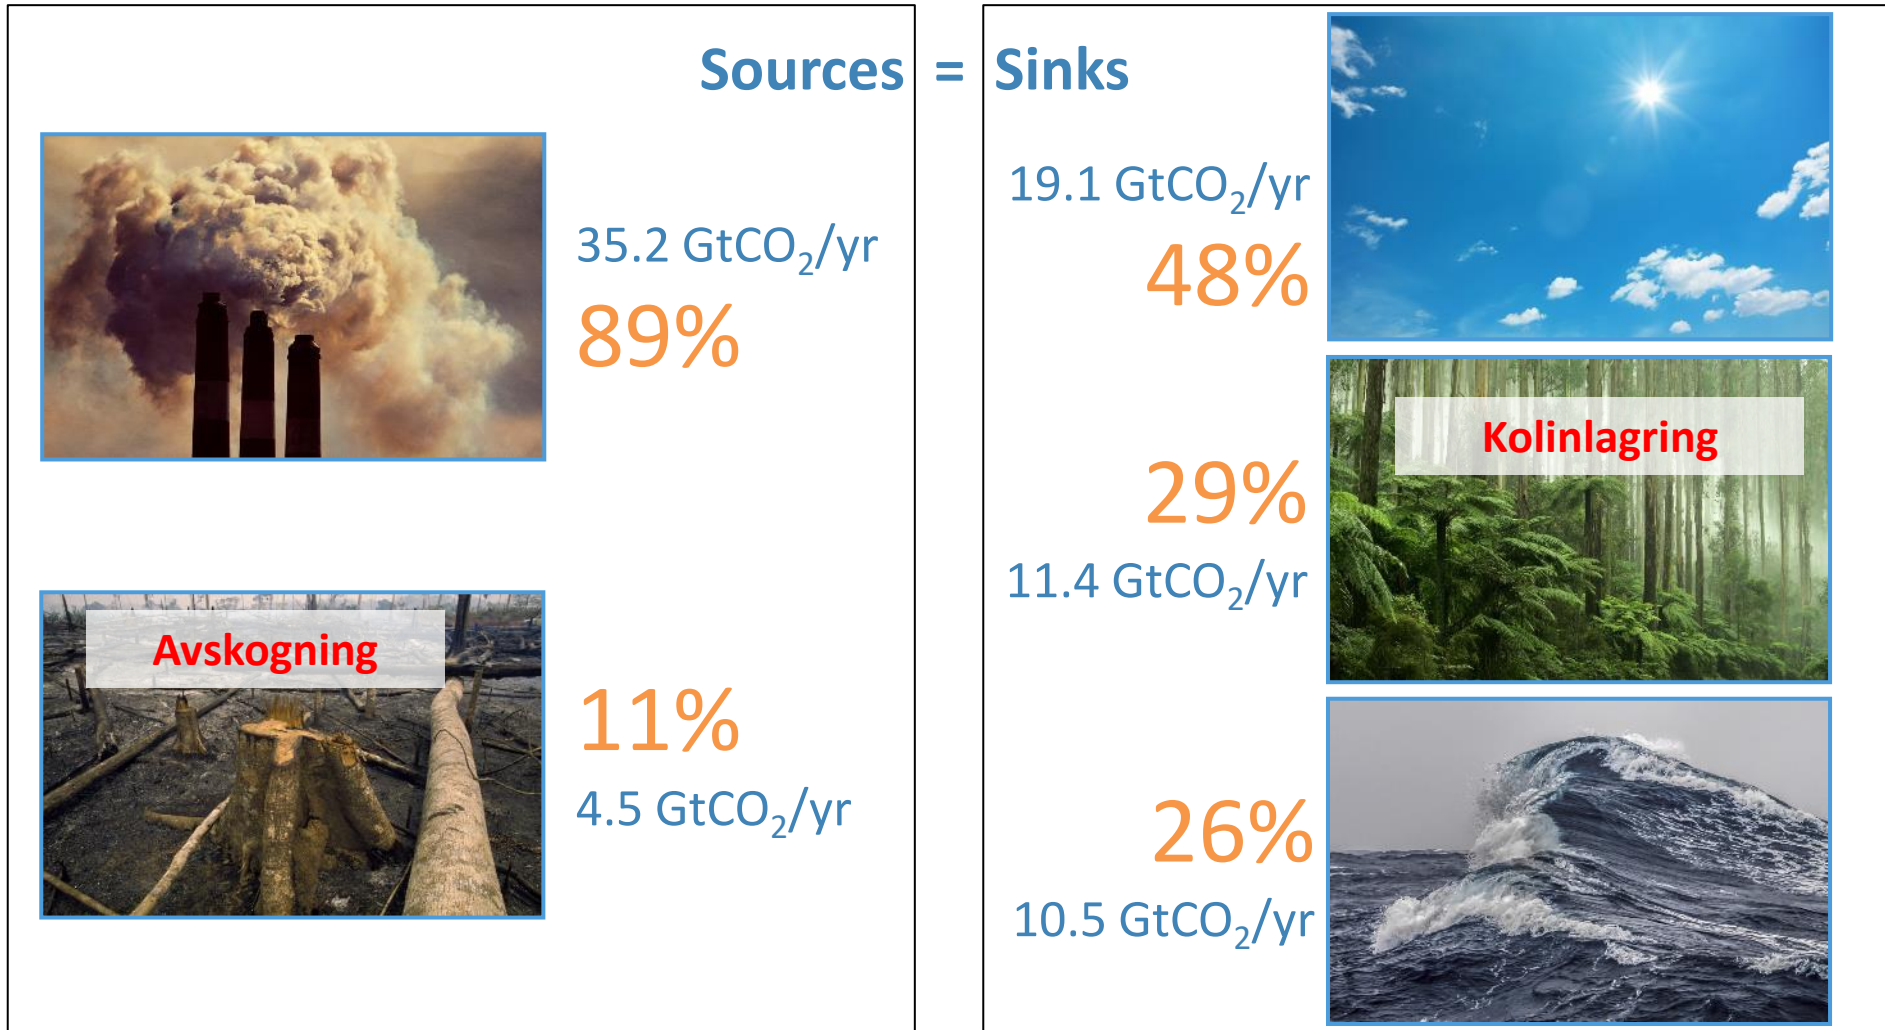 Sources = Sinks
35.2 GtCO₂/yr
89%
Avskogning
11%
4.5 GtCO₂/yr
19.1 GtCO₂/yr
48%
Kolinlagring
29%
11.4 GtCO₂/yr
26%
10.5 GtCO₂/yr